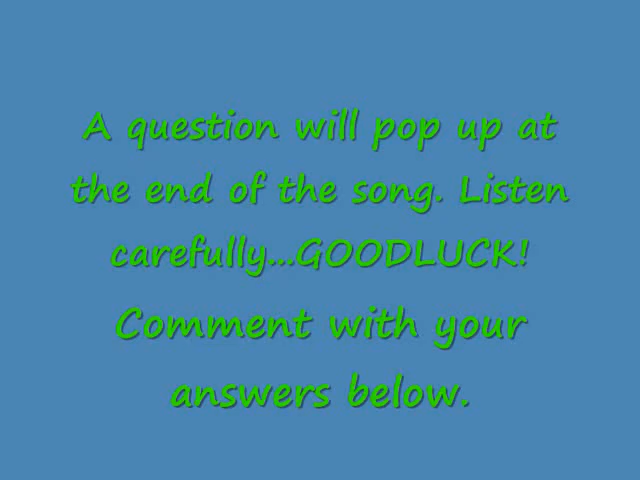 A question will pop up at
the end of the song. Listen
carefully...GOODLUCK!
Comment with your
answers below.